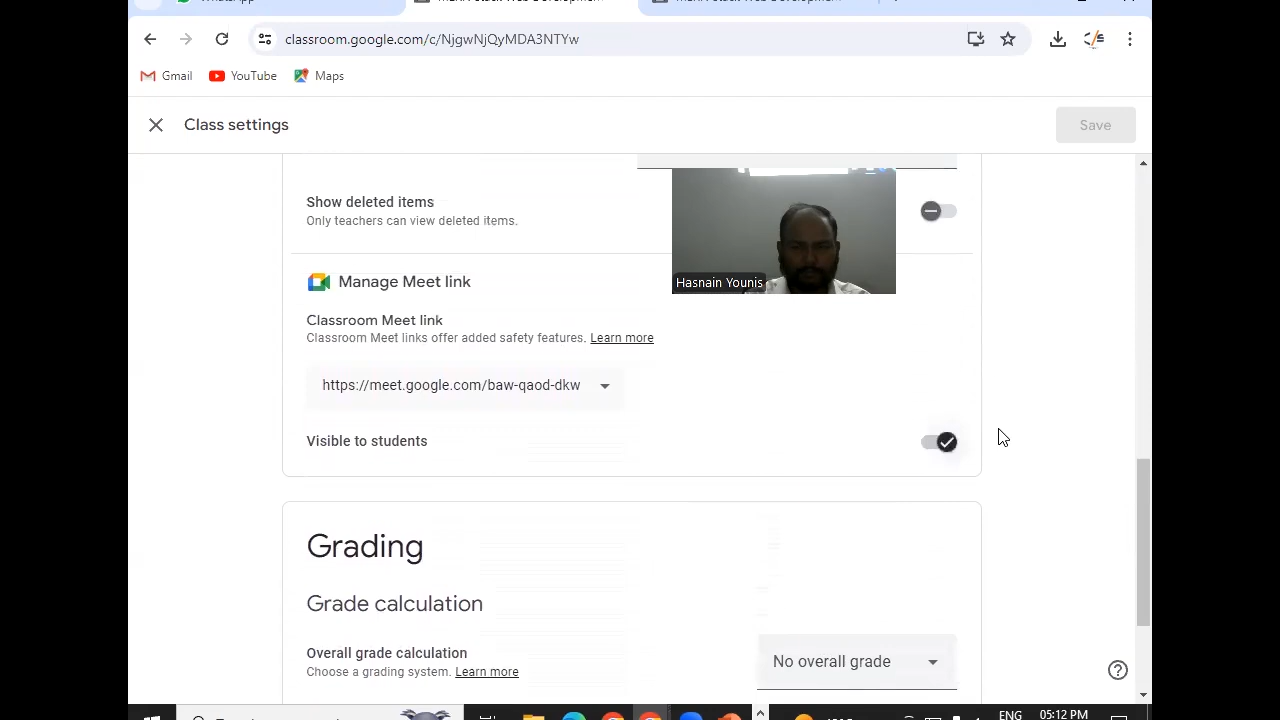 classroom.google.com/c/NjgwNjQyMDA3NTYw
Gmail YouTube Maps
Class settings
Save
Show deleted items
Only teachers can view deleted items.
Hasnain Younis
Manage Meet link
Classroom Meet link
Classroom Meet links offer added safety features. Learn more
https://meet.google.com/baw-qaod-dkw
Visible to students
Grading
Grade calculation
Overall grade calculation
Choose a grading system. Learn more
No overall grade
ENG 05:12 PM